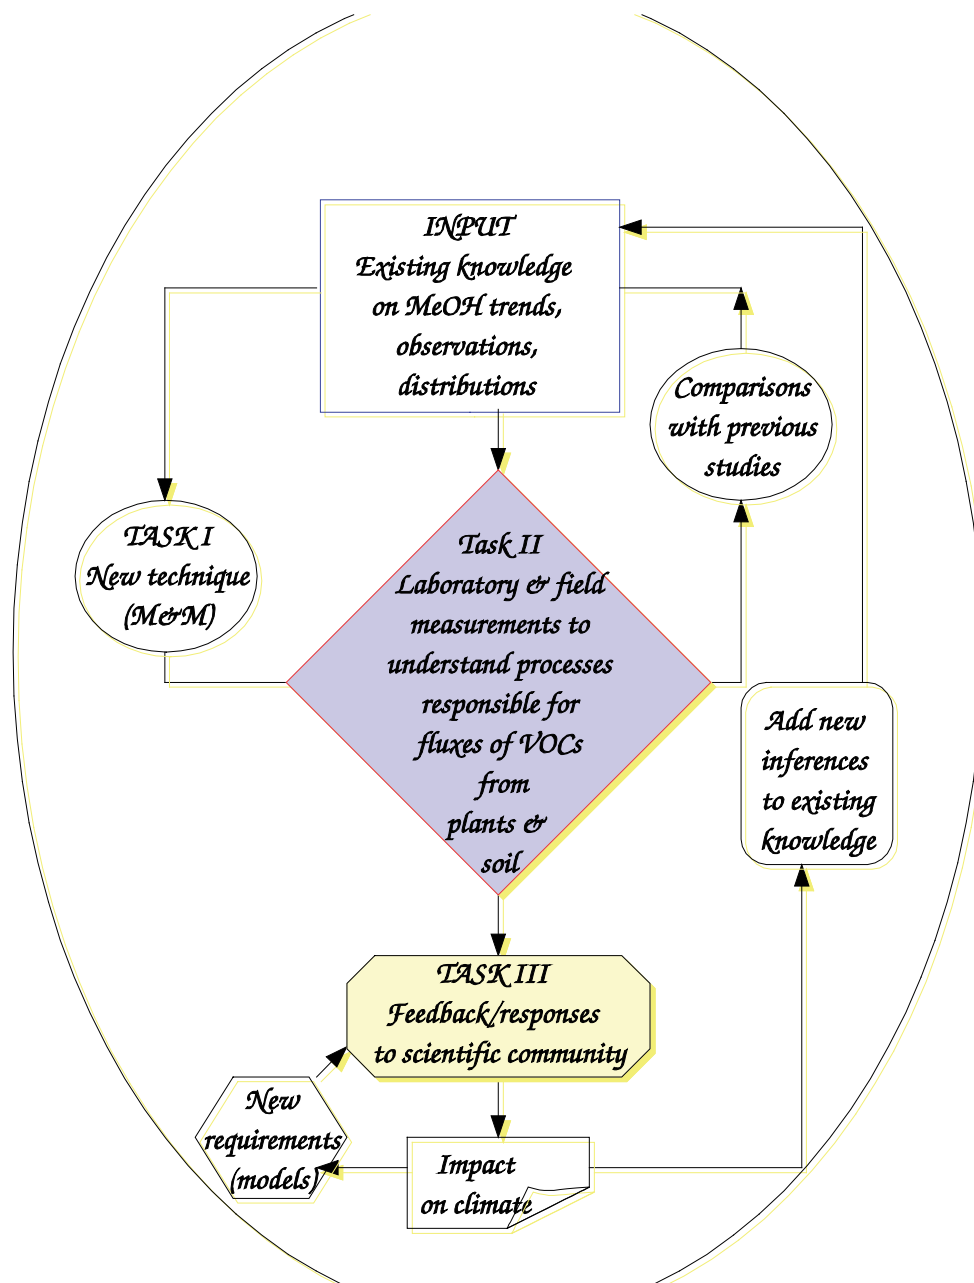 INPUT
Existing knowledge
on MeOH trends,
observations,
distributions
Comparisons
with previous
studies
TASK I
New technique
(M&M)
Task II
Laboratory & field
measurements to
understand processes
responsible for
fluxes of VOCs
from
plants &
soil
Add new
inferences
to existing
knowledge
TASK III
Feedback/responses
to scientific community
New
requirements
(models)
Impact
on climate